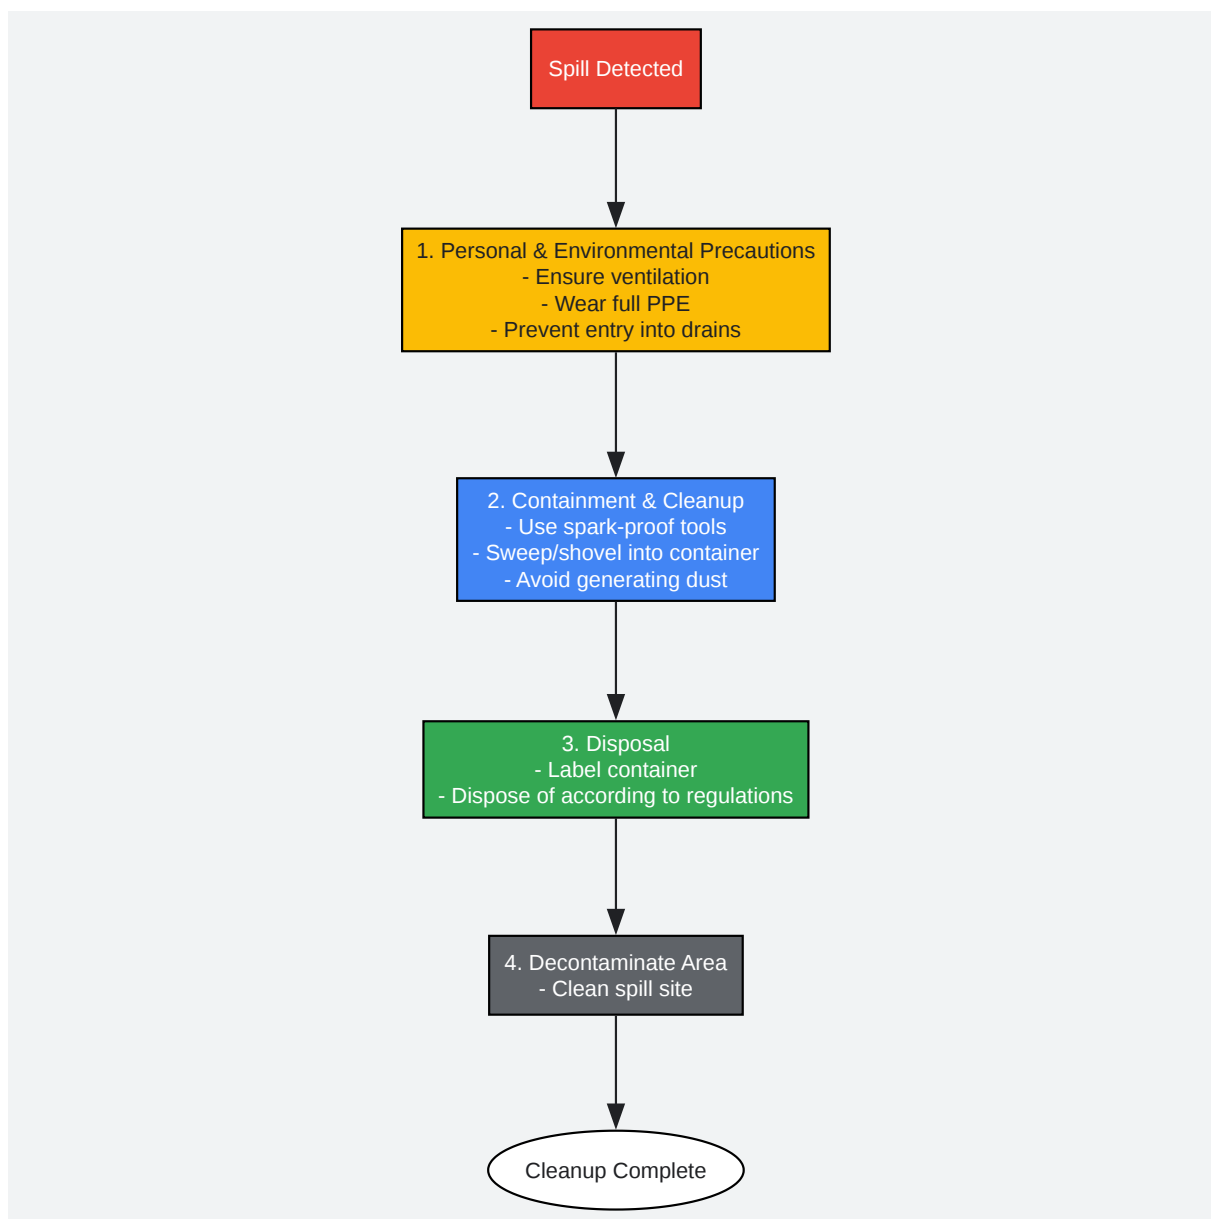 Spill Detected
1. Personal & Environmental Precautions
- Ensure ventilation
- Wear full PPE
- Prevent entry into drains
2. Containment & Cleanup
- Use spark-proof tools
- Sweep/shovel into container
- Avoid generating dust
3. Disposal
- Label container
- Dispose of according to regulations
4. Decontaminate Area
- Clean spill site
Cleanup Complete